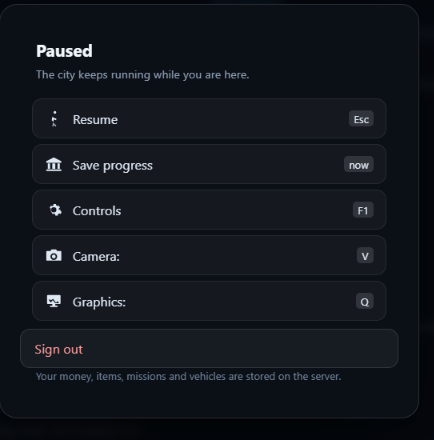 Paused
The city keeps running while you are here.
Resume Esc
Save progress now
Controls F1
Camera: V
Graphics: Q
Sign out
Your money, items, missions and vehicles are stored on the server.